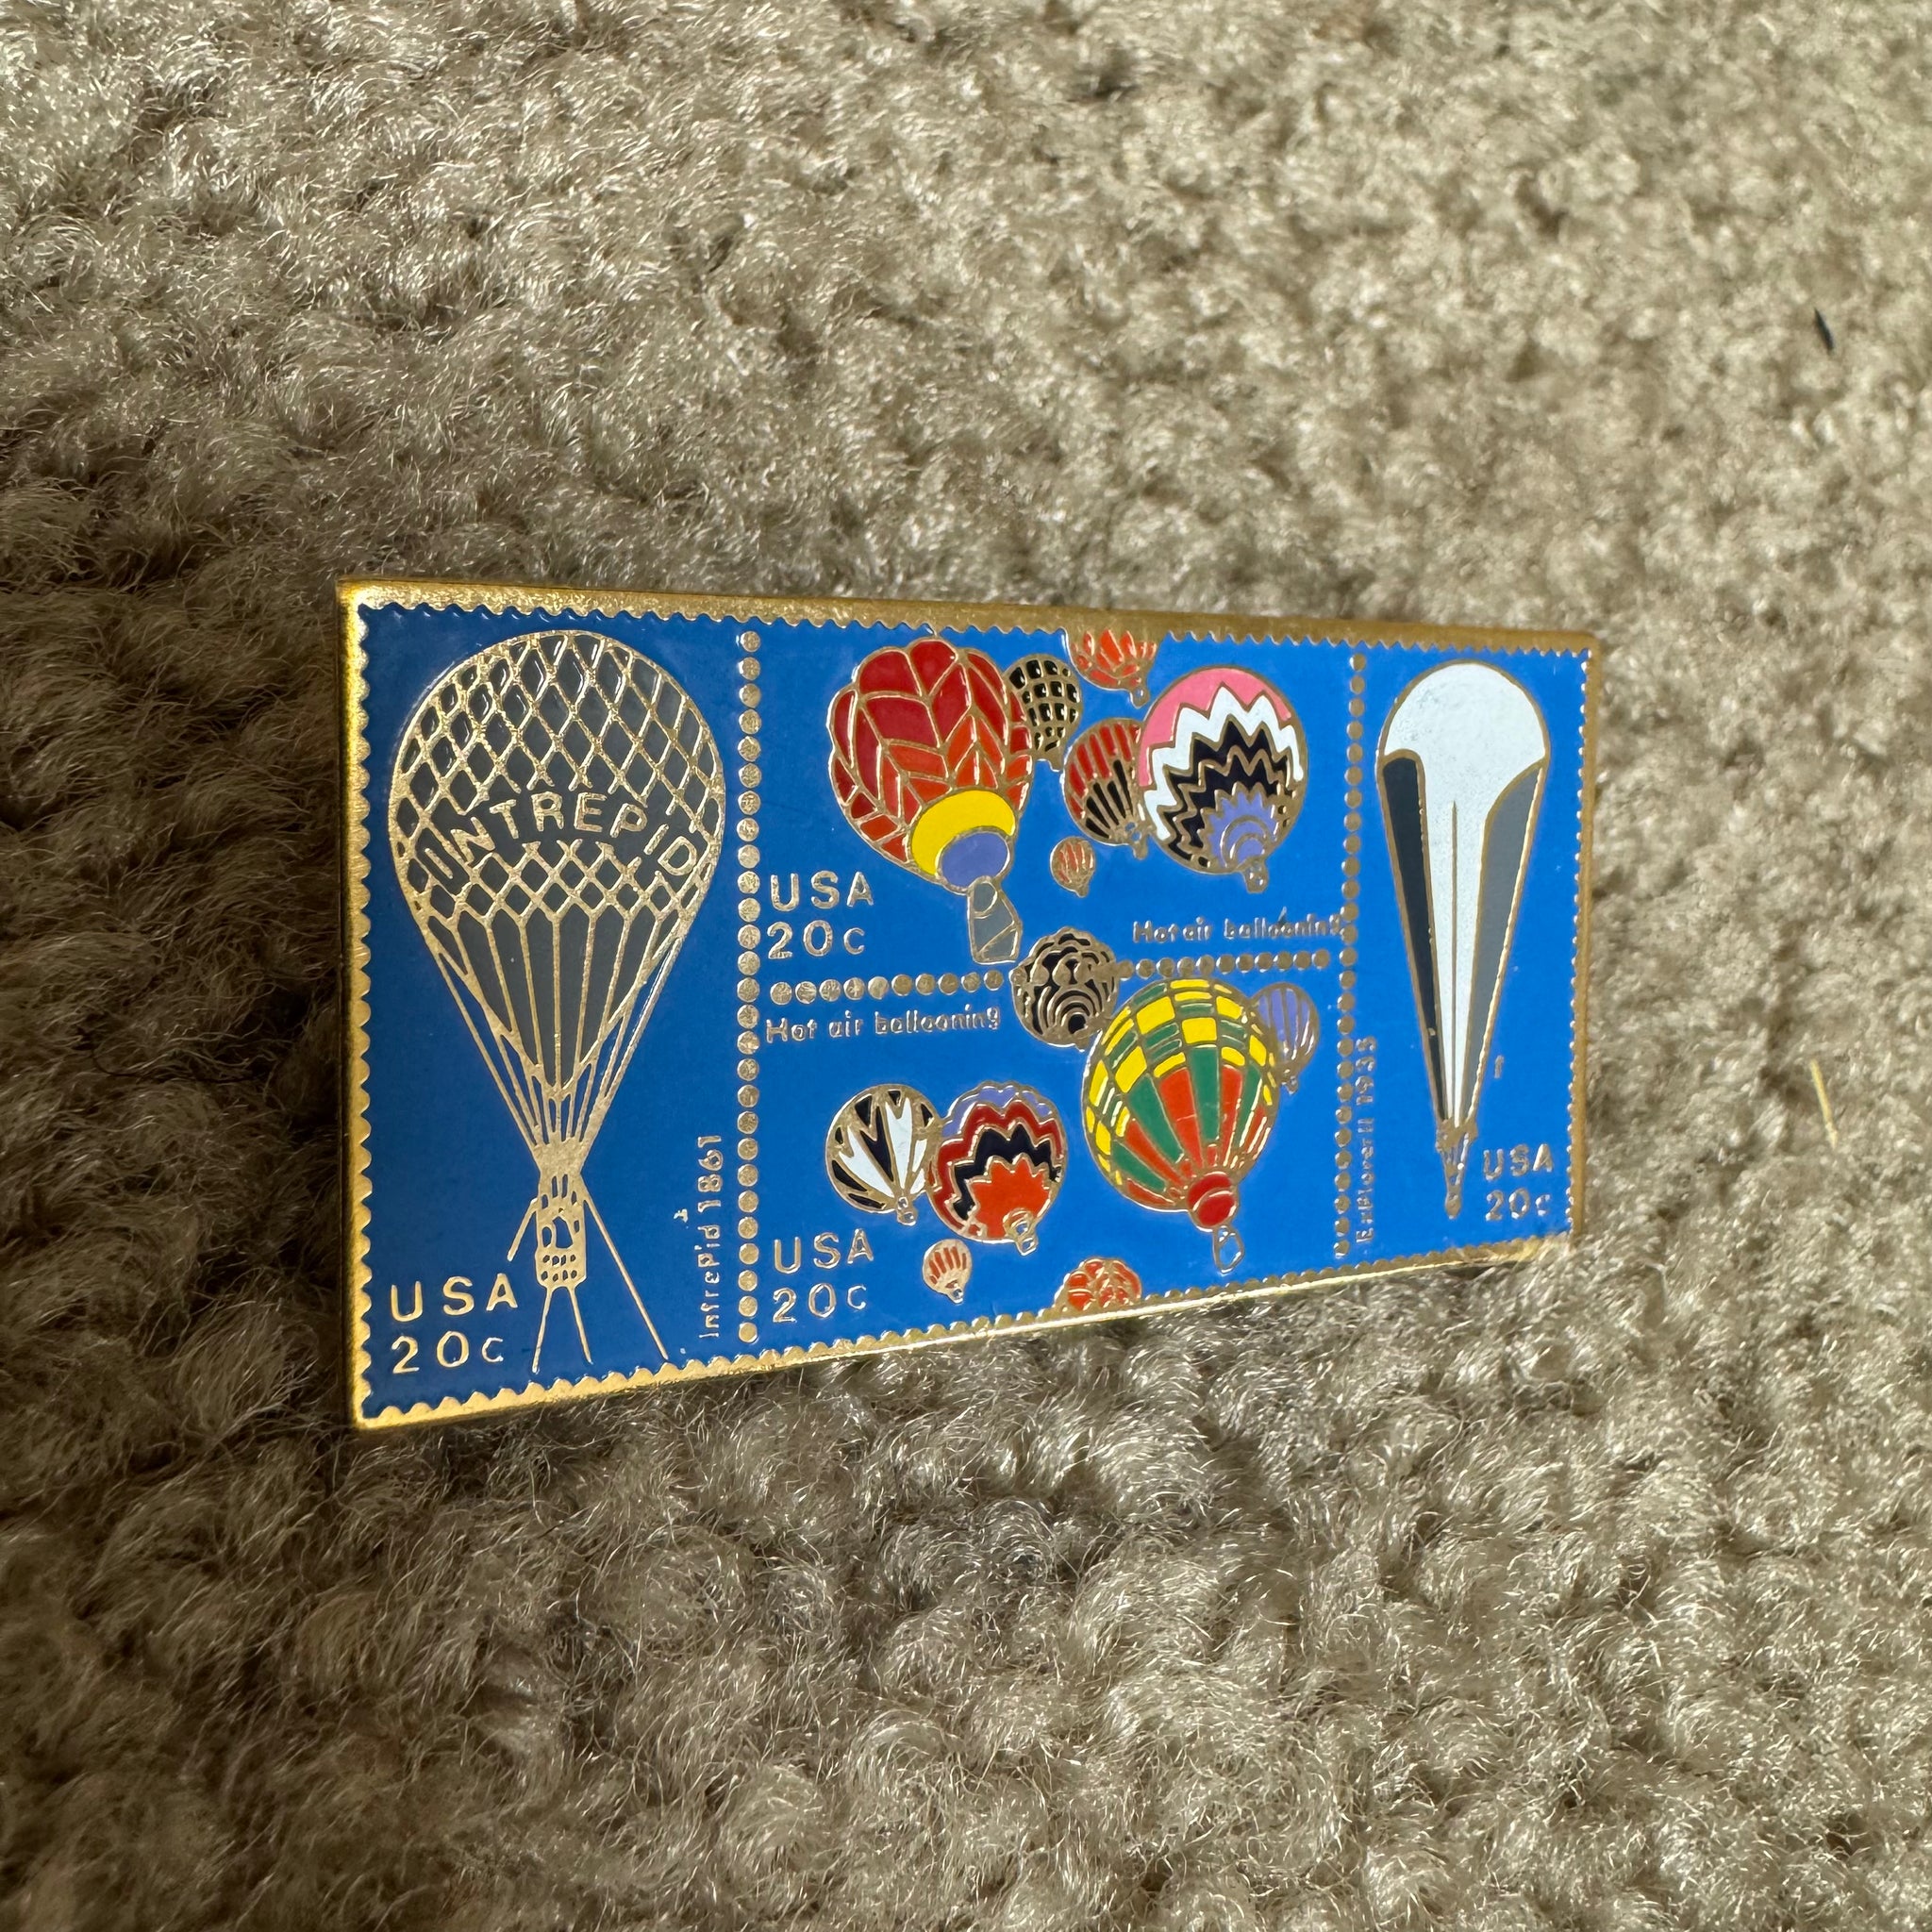 INTREPID
USA
20c
Intrepid 1861
USA
20c
Hot air ballooning
Hot air ballooning
USA
20c
Explorer II 1935
USA
20c